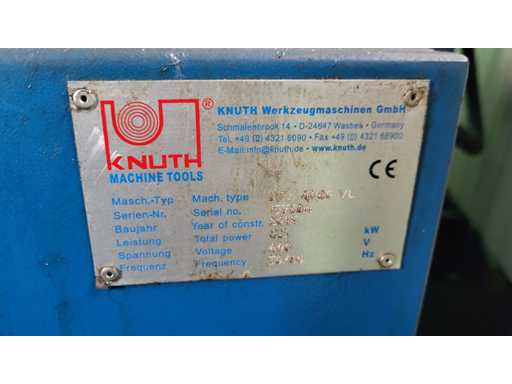 ®
KNUTH
MACHINE TOOLS
KNUTH Werkzeugmaschinen GmbH
Schmalenbrook 14 • D-24647 Wasbek • Germany
Tel. +49 (0) 4321 6090 • Fax +49 (0) 4321 68900
E-Mail: info@knuth.de • www.knuth.de
CE
Masch.-Typ Mach. type
Serien-Nr. Serial no.
Baujahr Year of constr.
Leistung Total power kW
Spannung Voltage V
Frequenz Frequency Hz